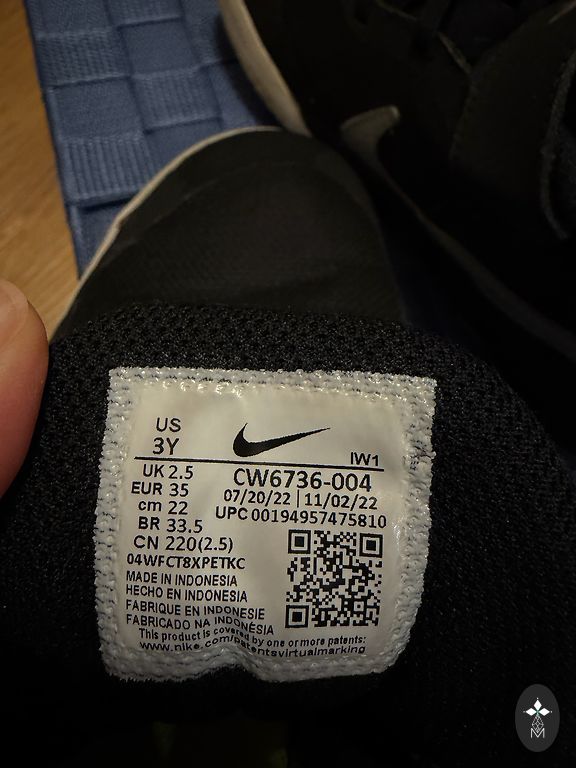 US
3Y
IW1
UK 2.5
EUR 35
cm 22
BR 33.5
CN 220(2.5)
CW6736-004
07/20/22 | 11/02/22
UPC 00194957475810
04WFCT8XPETKC
MADE IN INDONESIA
HECHO EN INDONESIA
FABRIQUE EN INDONESIE
FABRICADO NA INDONÉSIA
This product is covered by one or more patents:
www.nike.com/patentsvirtualmarking
M